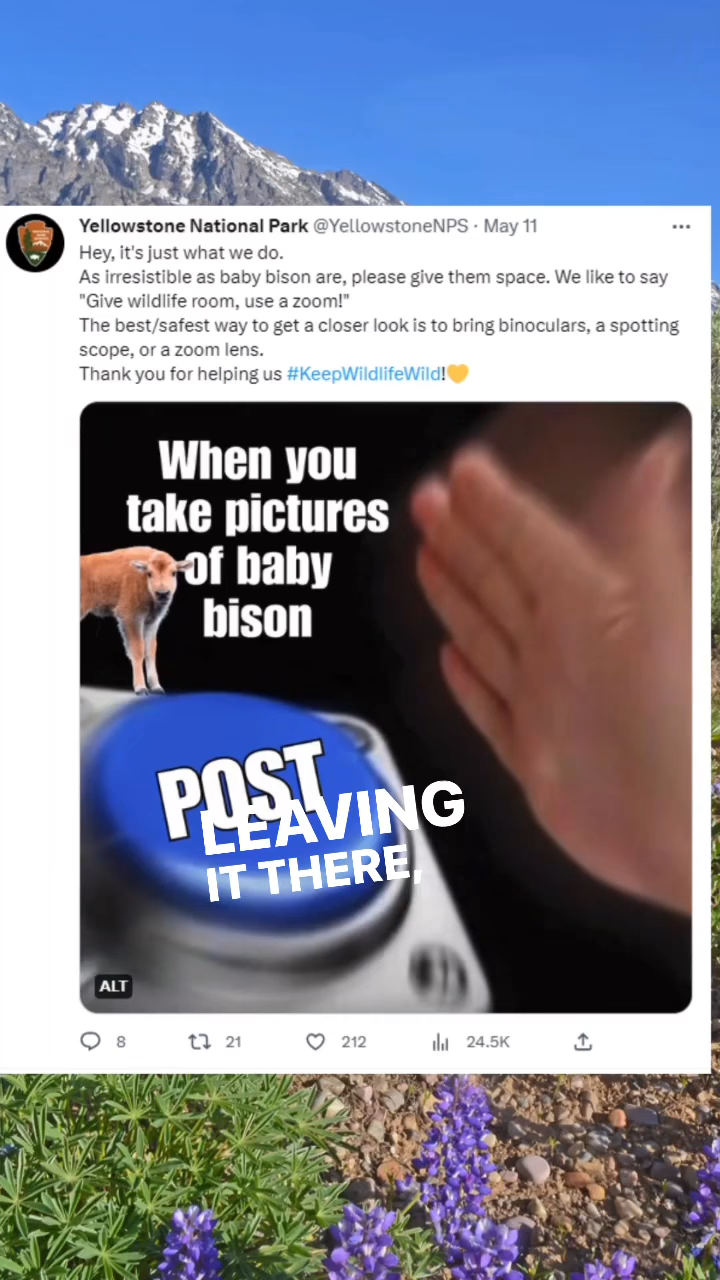 Yellowstone National Park @YellowstoneNPS · May 11
Hey, it's just what we do.
As irresistible as baby bison are, please give them space. We like to say
"Give wildlife room, use a zoom!"
The best/safest way to get a closer look is to bring binoculars, a spotting
scope, or a zoom lens.
Thank you for helping us #KeepWildlifeWild!💛
When you
take pictures
of baby
bison
POST
LEAVING
IT THERE,
ALT
8 21 212 24.5K